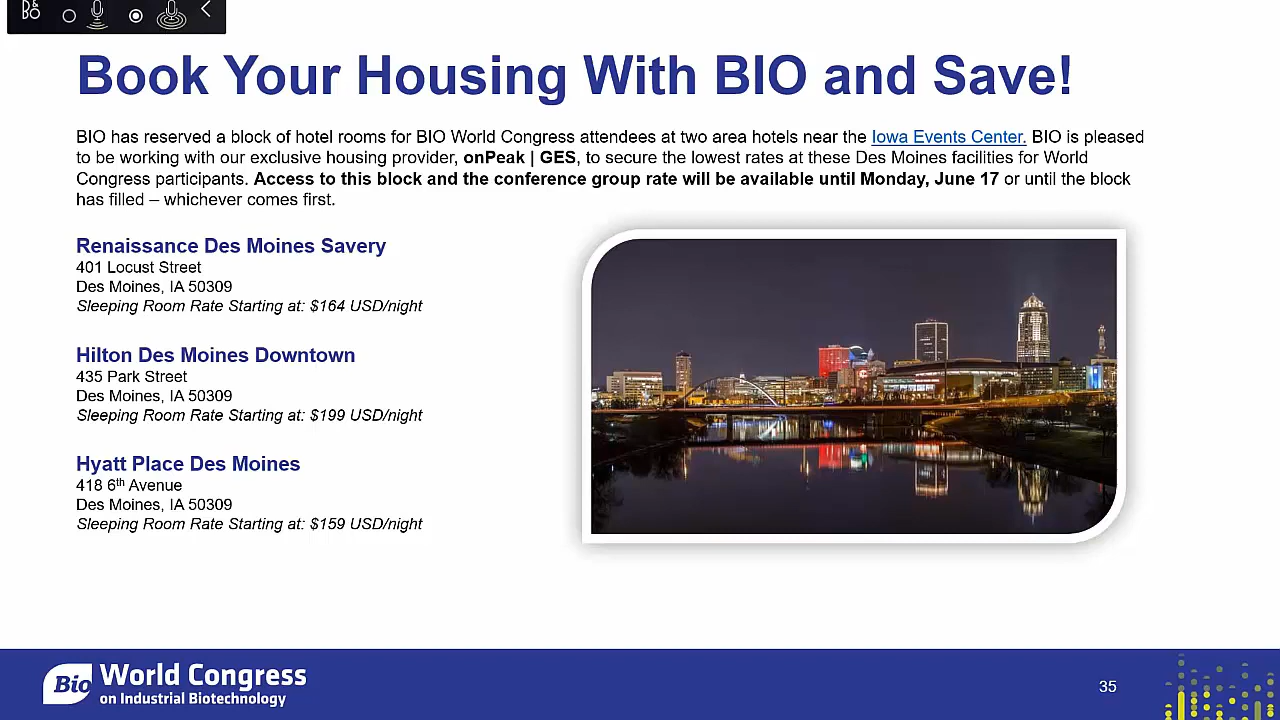 Book Your Housing With BIO and Save!
BIO has reserved a block of hotel rooms for BIO World Congress attendees at two area hotels near the Iowa Events Center. BIO is pleased
to be working with our exclusive housing provider, onPeak | GES, to secure the lowest rates at these Des Moines facilities for World
Congress participants. Access to this block and the conference group rate will be available until Monday, June 17 or until the block
has filled – whichever comes first.
Renaissance Des Moines Savery
401 Locust Street
Des Moines, IA 50309
Sleeping Room Rate Starting at: $164 USD/night
Hilton Des Moines Downtown
435 Park Street
Des Moines, IA 50309
Sleeping Room Rate Starting at: $199 USD/night
Hyatt Place Des Moines
418 6th Avenue
Des Moines, IA 50309
Sleeping Room Rate Starting at: $159 USD/night
Bio World Congress
on Industrial Biotechnology
35